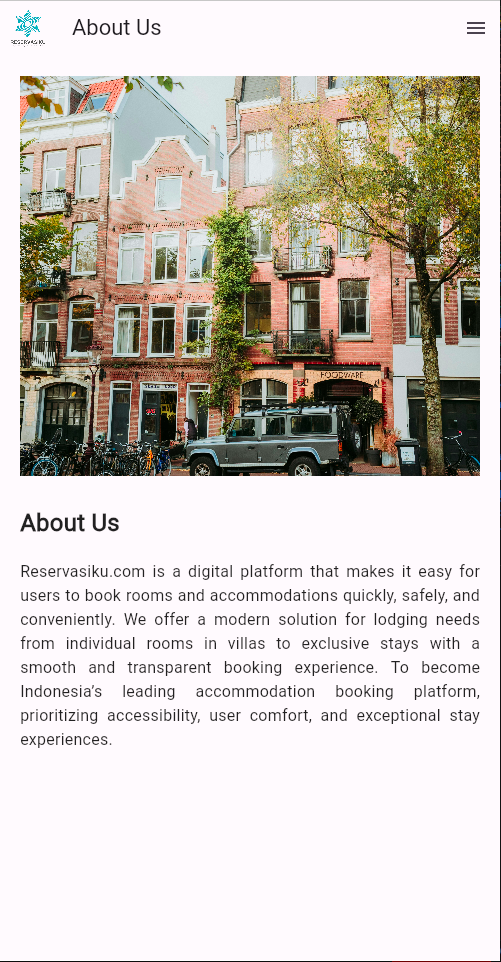 RESERVASIKU
About Us
FOODWARE
About Us
Reservasiku.com is a digital platform that makes it easy for
users to book rooms and accommodations quickly, safely, and
conveniently. We offer a modern solution for lodging needs
from individual rooms in villas to exclusive stays with a
smooth and transparent booking experience. To become
Indonesia’s leading accommodation booking platform,
prioritizing accessibility, user comfort, and exceptional stay
experiences.